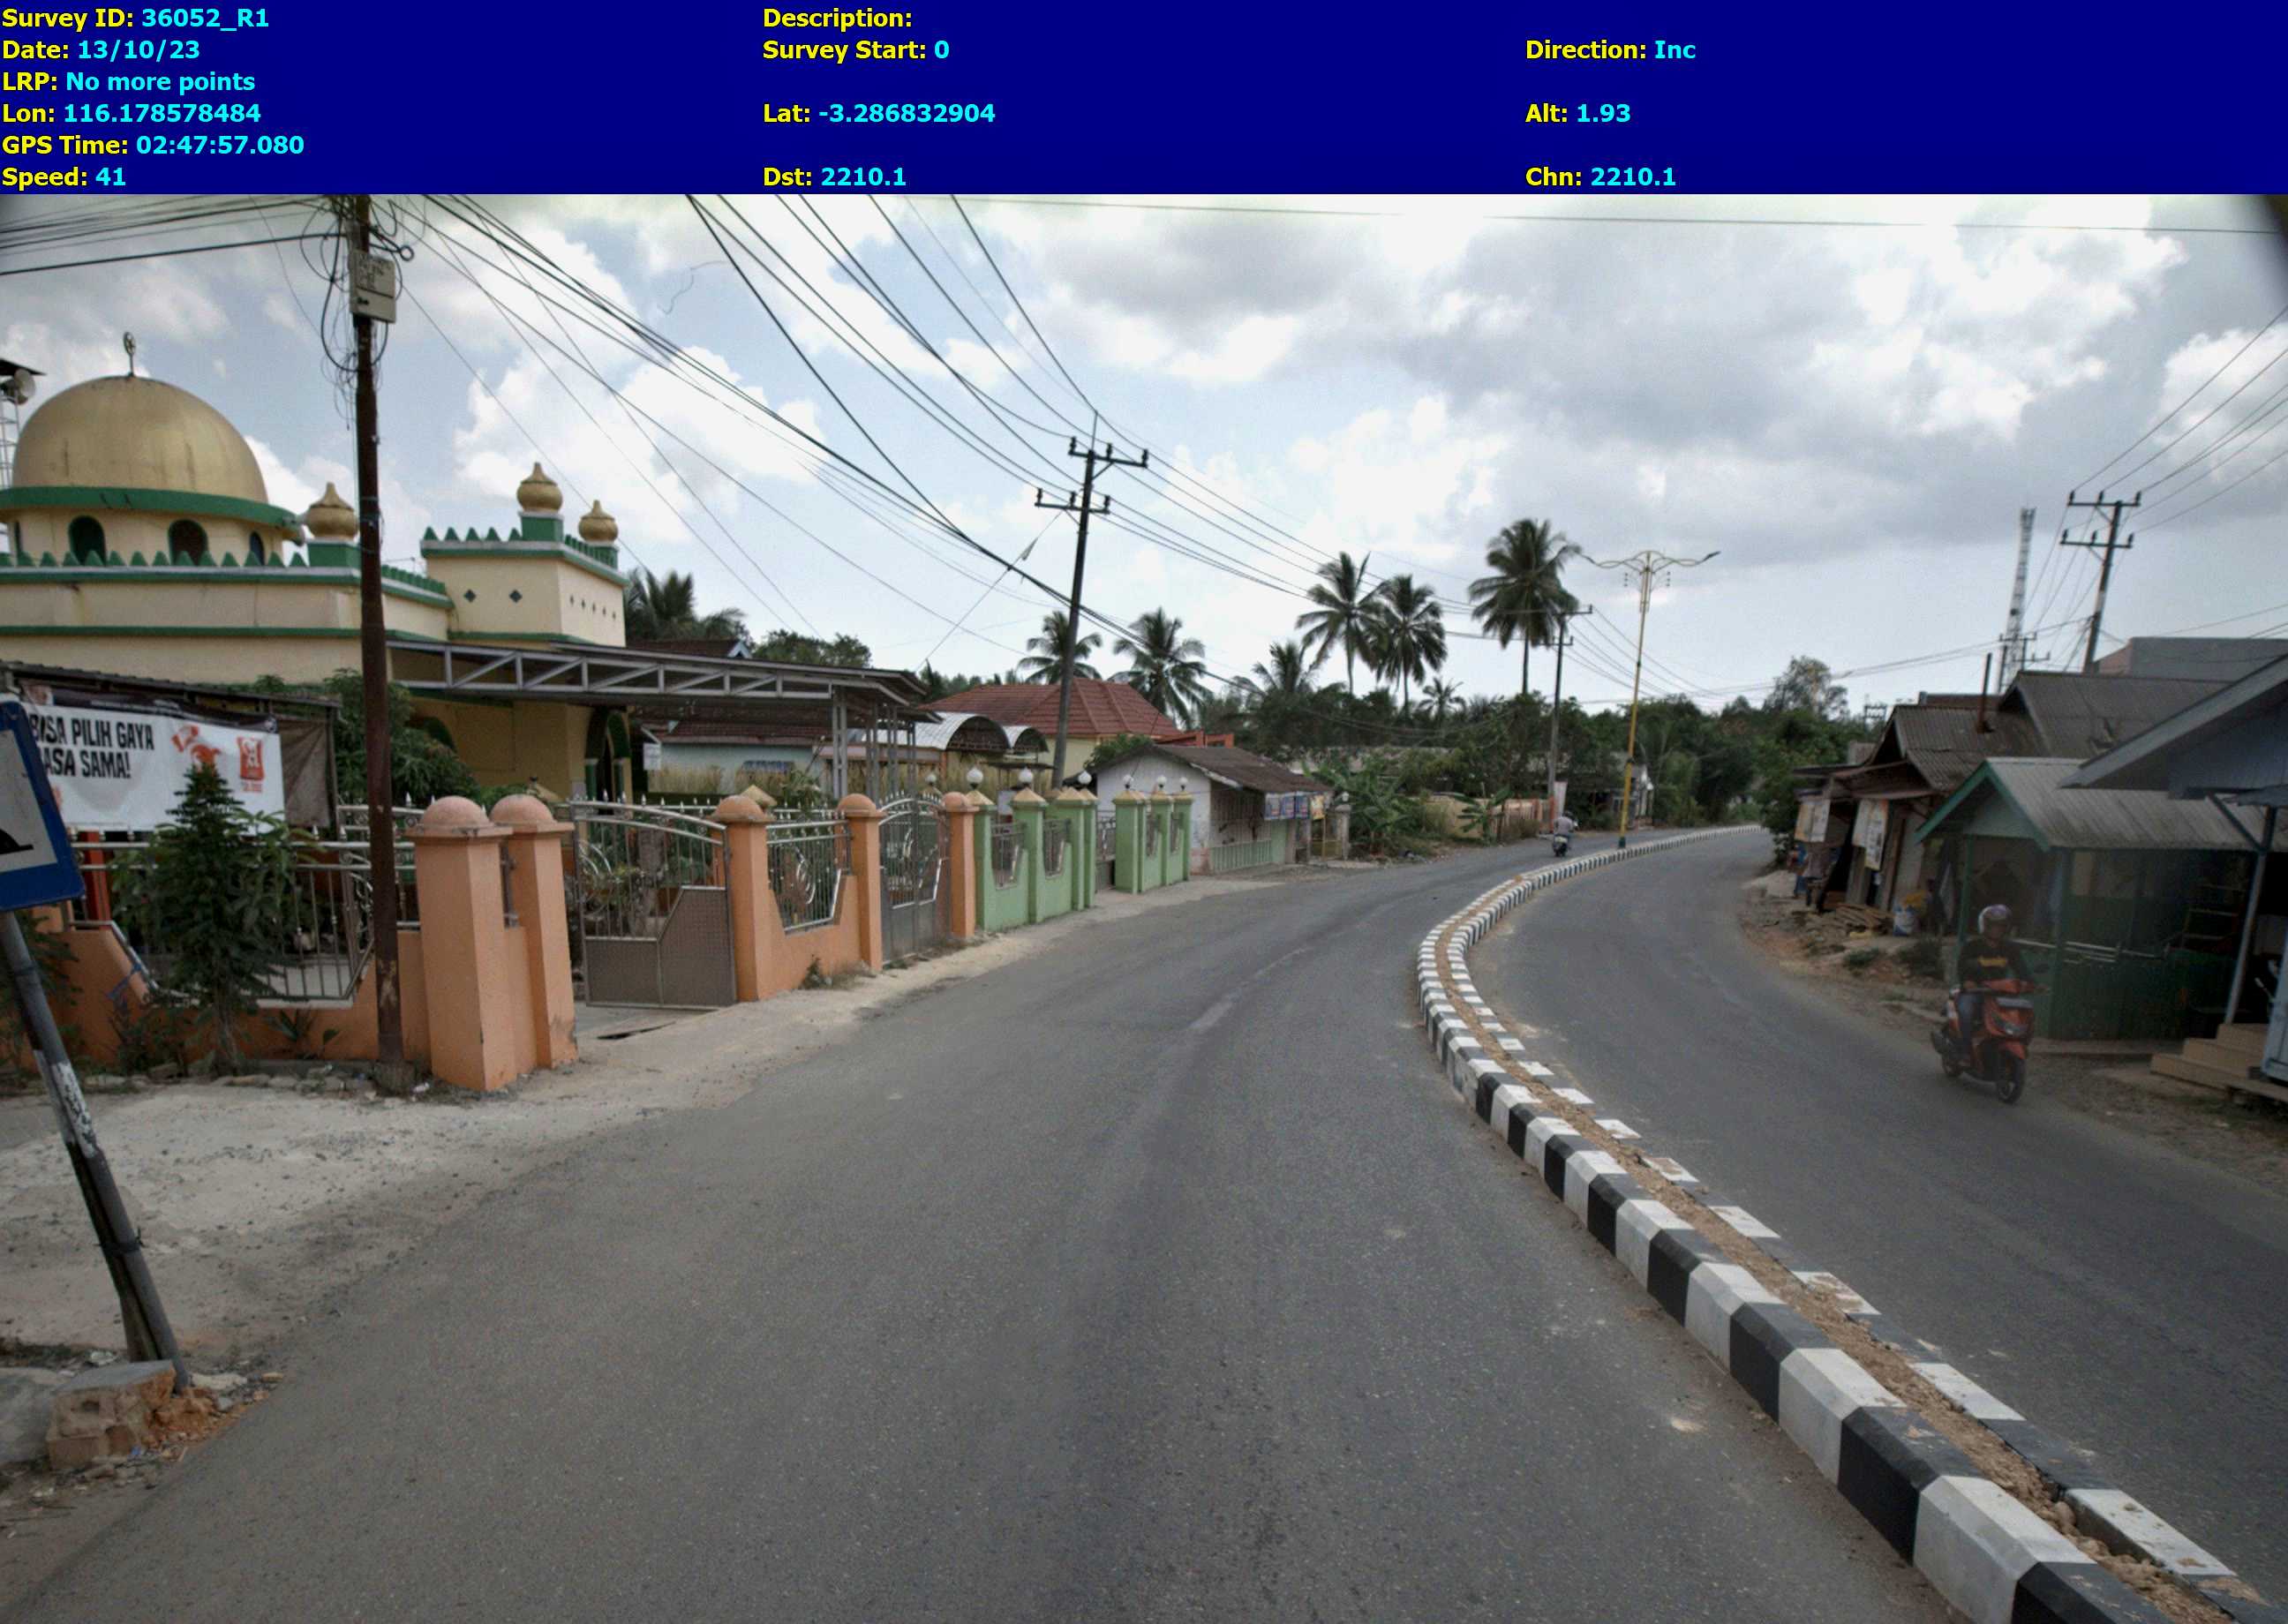 Survey ID: 36052_R1
Description:
Date: 13/10/23
Survey Start: 0
Direction: Inc
LRP: No more points
Lon: 116.178578484
Lat: -3.286832904
Alt: 1.93
GPS Time: 02:47:57.080
Speed: 41
Dst: 2210.1
Chn: 2210.1
BISA PILIH GAYA
ASA SAMA!